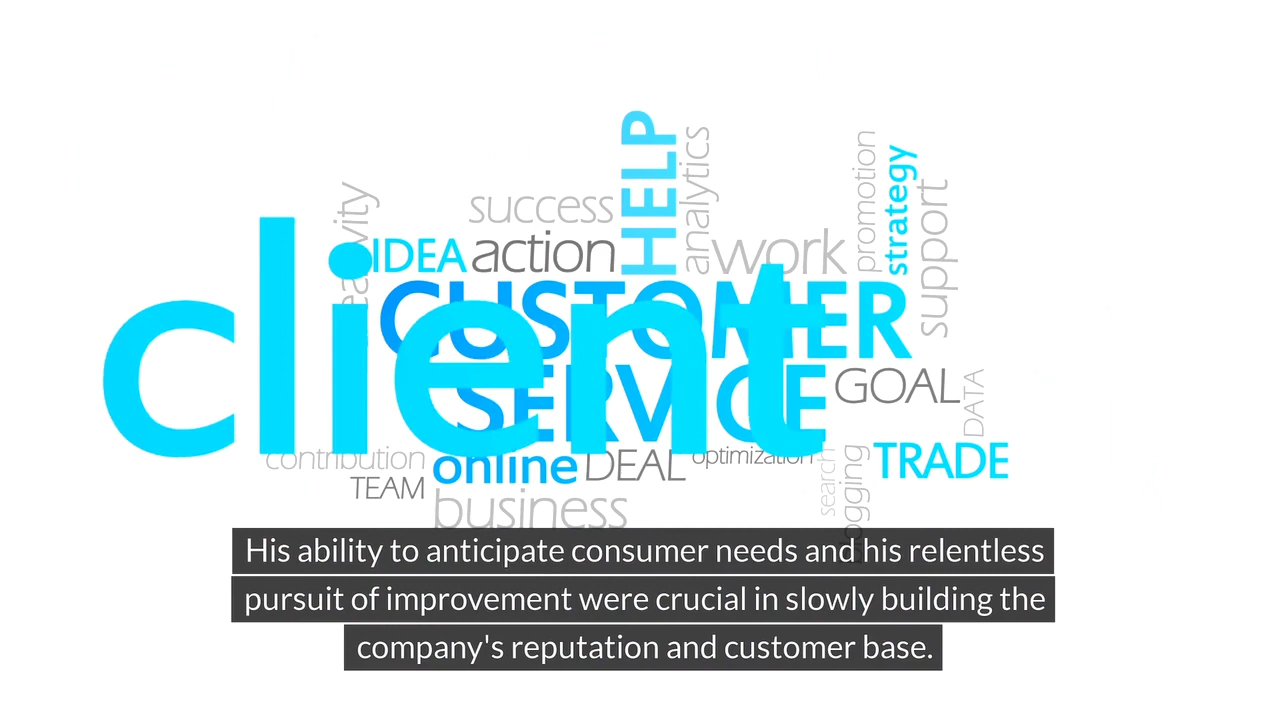 HELP
analytics
promotion
strategy
support
success
IDEA
action
work
client
CUSTOMER
SERVICE
GOAL
DATA
contribution
online
DEAL
optimization
search
blogging
TRADE
TEAM
business
His ability to anticipate consumer needs and his relentless
pursuit of improvement were crucial in slowly building the
company's reputation and customer base.